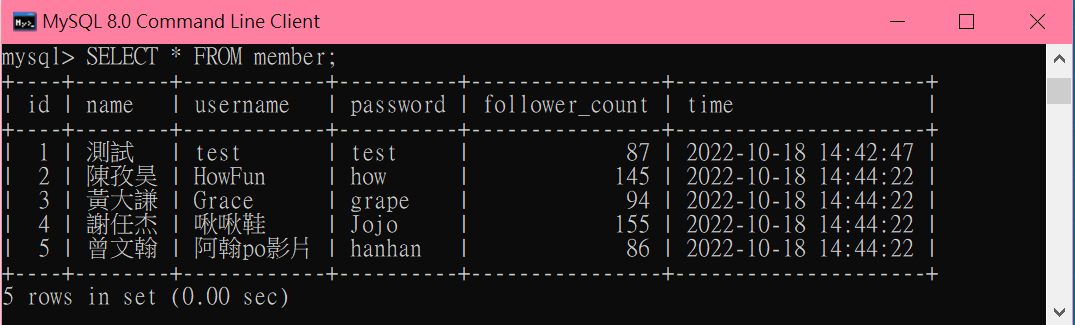 MySQL 8.0 Command Line Client
mysql> SELECT * FROM member;
+----+--------+------------+----------+----------------+---------------------+
| id | name | username | password | follower_count | time |
+----+--------+------------+----------+----------------+---------------------+
| 1 | 測試 | test | test | 87 | 2022-10-18 14:42:47 |
| 2 | 陳孜昊 | HowFun | how | 145 | 2022-10-18 14:44:22 |
| 3 | 黃大謙 | Grace | grape | 94 | 2022-10-18 14:44:22 |
| 4 | 謝任杰 | 啾啾鞋 | Jojo | 155 | 2022-10-18 14:44:22 |
| 5 | 曾文翰 | 阿翰po影片 | hanhan | 86 | 2022-10-18 14:44:22 |
+----+--------+------------+----------+----------------+---------------------+
5 rows in set (0.00 sec)